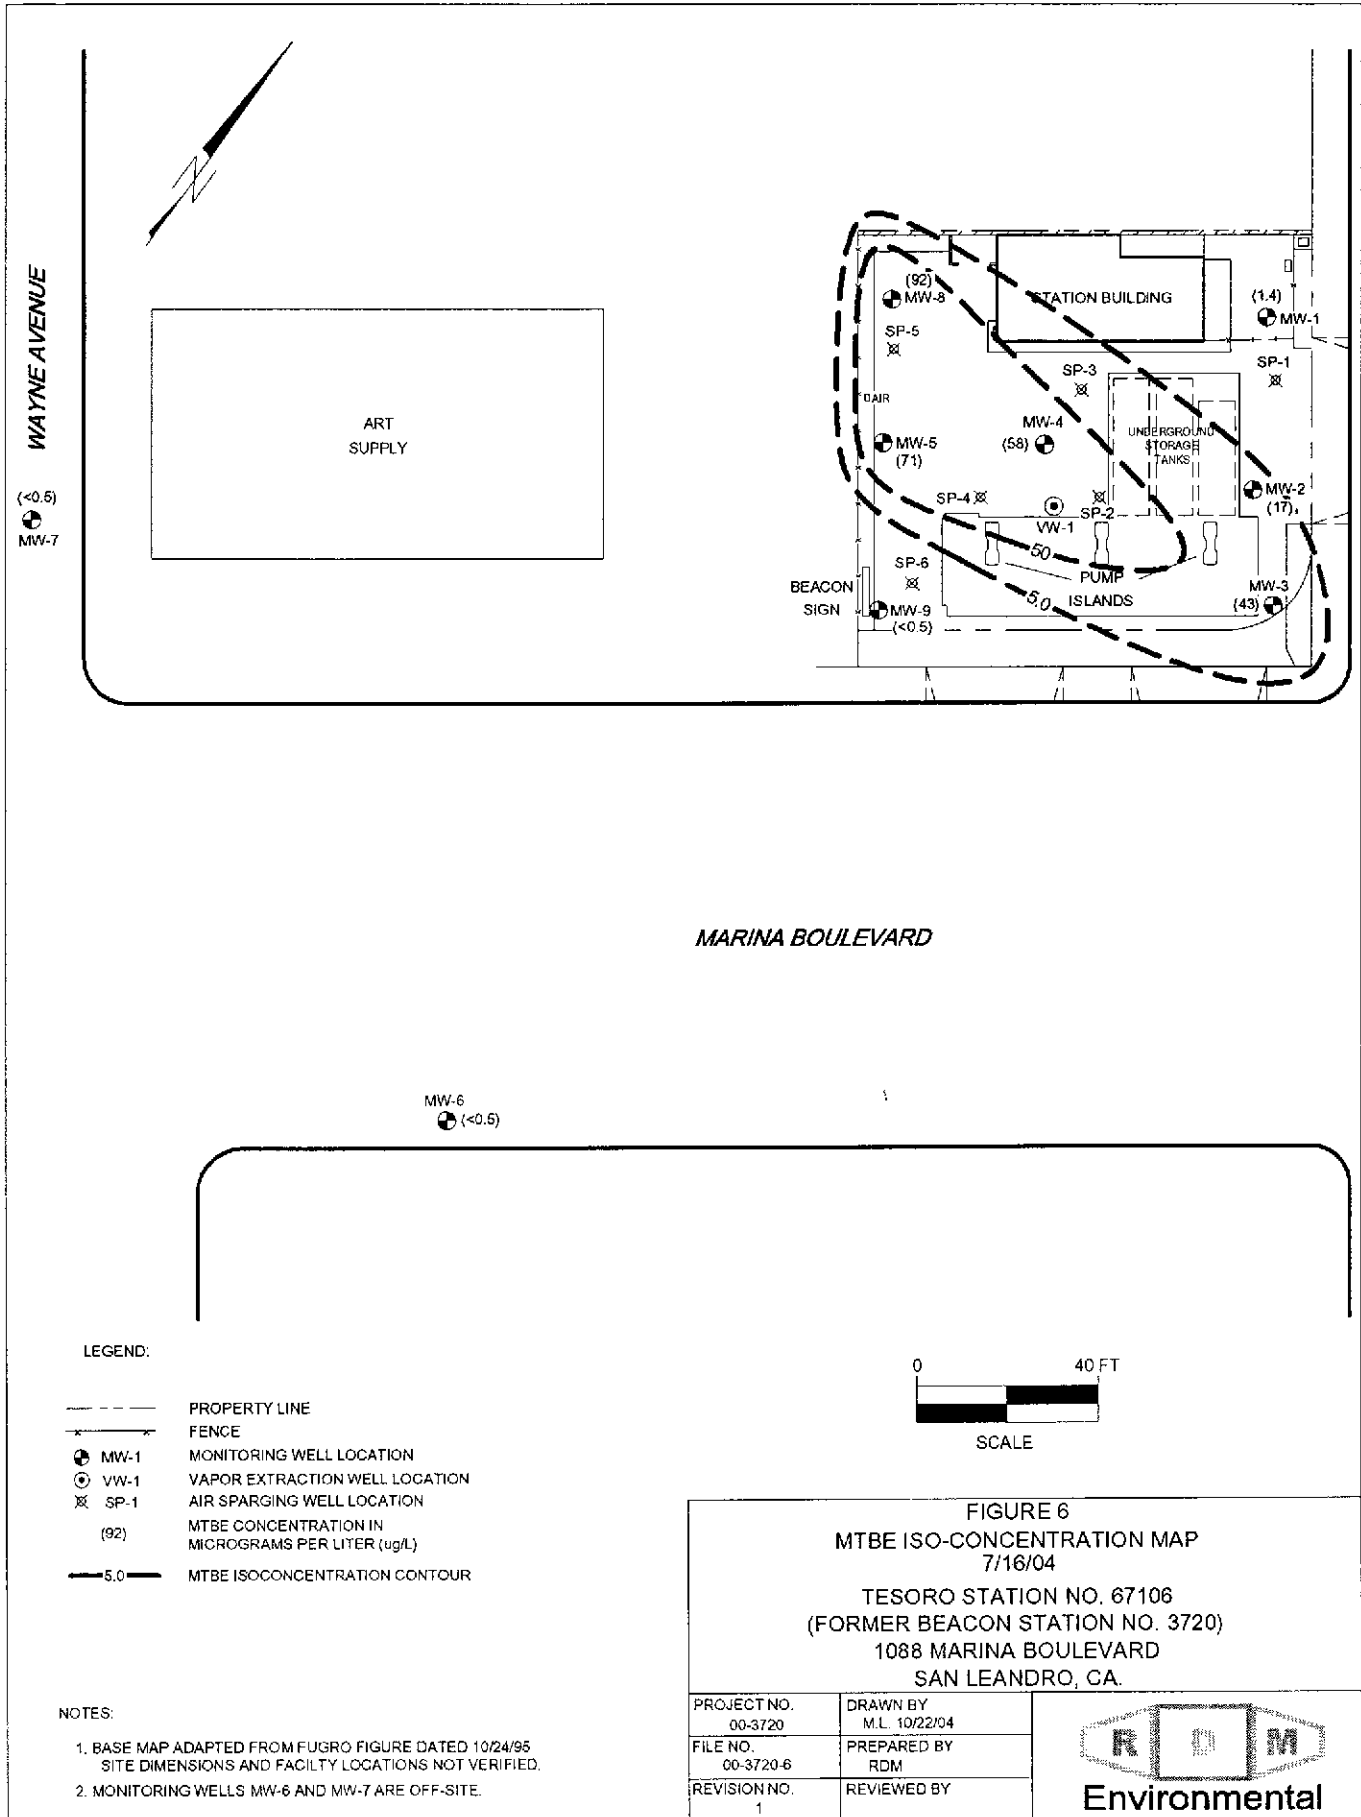 WAYNE AVENUE
(<0.5)
MW-7
ART
SUPPLY
(92)
MW-8
SP-5
STATION BUILDING
(1.4)
MW-1
SP-1
SP-3
AIR
MW-4
(58)
MW-5
(71)
UNDERGROUND
STORAGE
TANKS
MW-2
(17)
SP-4
SP-2
VW-1
50
SP-6
BEACON
SIGN
MW-9
(<0.5)
PUMP
ISLANDS
5.0
MW-3
(43)
MARINA BOULEVARD
MW-6
(<0.5)
LEGEND:
PROPERTY LINE
FENCE
MW-1 MONITORING WELL LOCATION
VW-1 VAPOR EXTRACTION WELL LOCATION
SP-1 AIR SPARGING WELL LOCATION
(92) MTBE CONCENTRATION IN
MICROGRAMS PER LITER (ug/L)
5.0 MTBE ISOCONCENTRATION CONTOUR
0 40 FT
SCALE
NOTES:
1. BASE MAP ADAPTED FROM FUGRO FIGURE DATED 10/24/95
SITE DIMENSIONS AND FACILTY LOCATIONS NOT VERIFIED.
2. MONITORING WELLS MW-6 AND MW-7 ARE OFF-SITE.
FIGURE 6
MTBE ISO-CONCENTRATION MAP
7/16/04
TESORO STATION NO. 67106
(FORMER BEACON STATION NO. 3720)
1088 MARINA BOULEVARD
SAN LEANDRO, CA.
PROJECT NO.
00-3720
DRAWN BY
M.L. 10/22/04
FILE NO.
00-3720-6
PREPARED BY
RDM
REVISION NO.
1
REVIEWED BY
R D M
Environmental